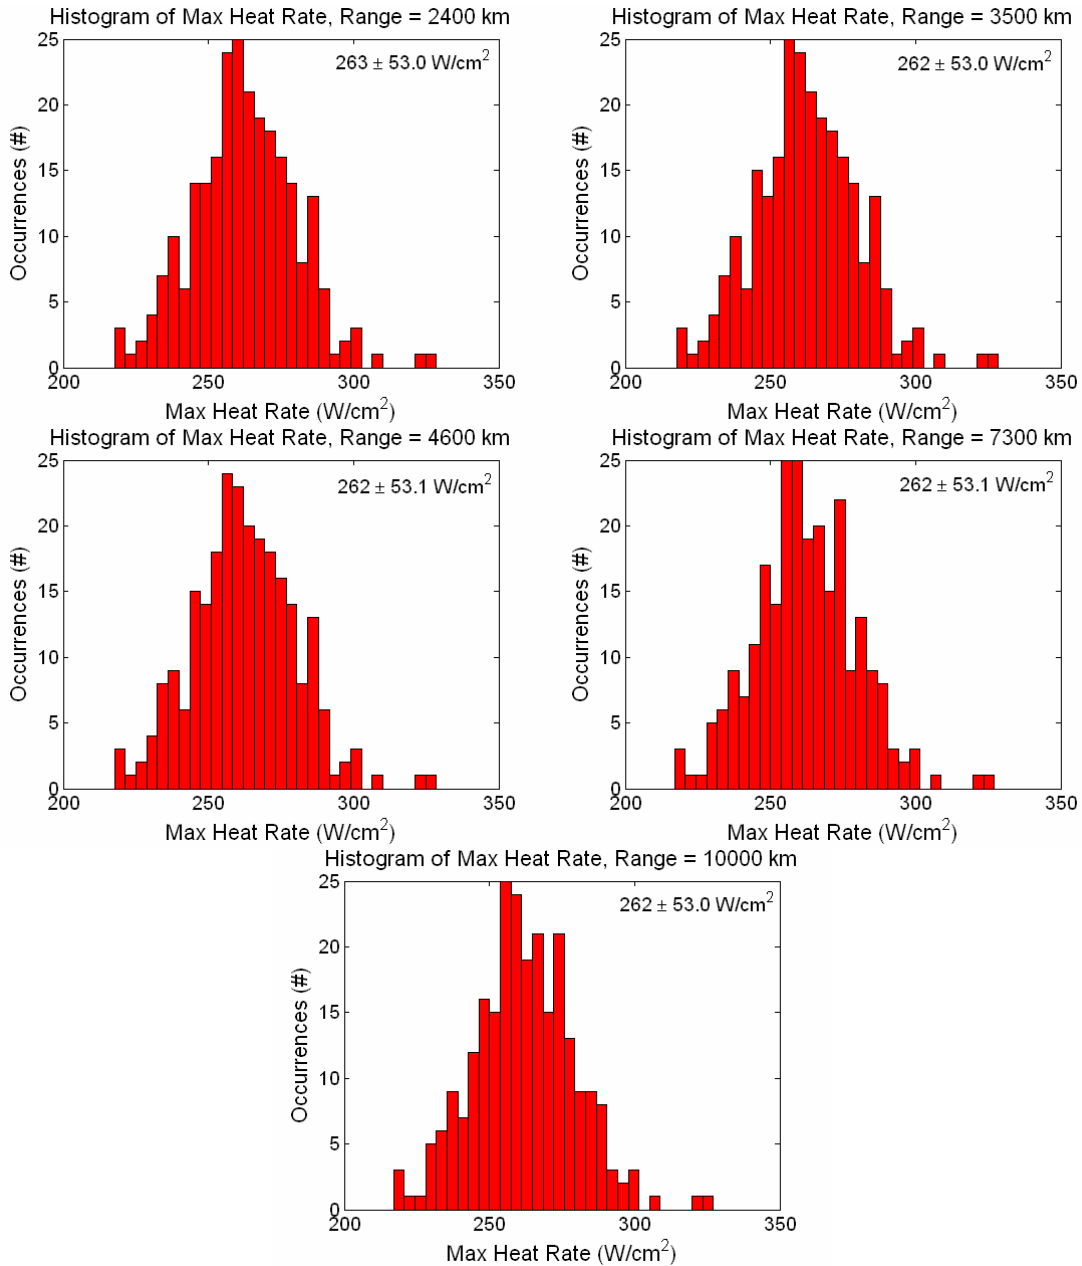 Histogram of Max Heat Rate, Range = 2400 km
263 ± 53.0 W/cm²
Occurrences (#)
25
20
15
10
5
0
200 250 300 350
Max Heat Rate (W/cm²)
Histogram of Max Heat Rate, Range = 3500 km
262 ± 53.0 W/cm²
Occurrences (#)
25
20
15
10
5
0
200 250 300 350
Max Heat Rate (W/cm²)
Histogram of Max Heat Rate, Range = 4600 km
262 ± 53.1 W/cm²
Occurrences (#)
25
20
15
10
5
0
200 250 300 350
Max Heat Rate (W/cm²)
Histogram of Max Heat Rate, Range = 7300 km
262 ± 53.1 W/cm²
Occurrences (#)
25
20
15
10
5
0
200 250 300 350
Max Heat Rate (W/cm²)
Histogram of Max Heat Rate, Range = 10000 km
262 ± 53.0 W/cm²
Occurrences (#)
25
20
15
10
5
0
200 250 300 350
Max Heat Rate (W/cm²)